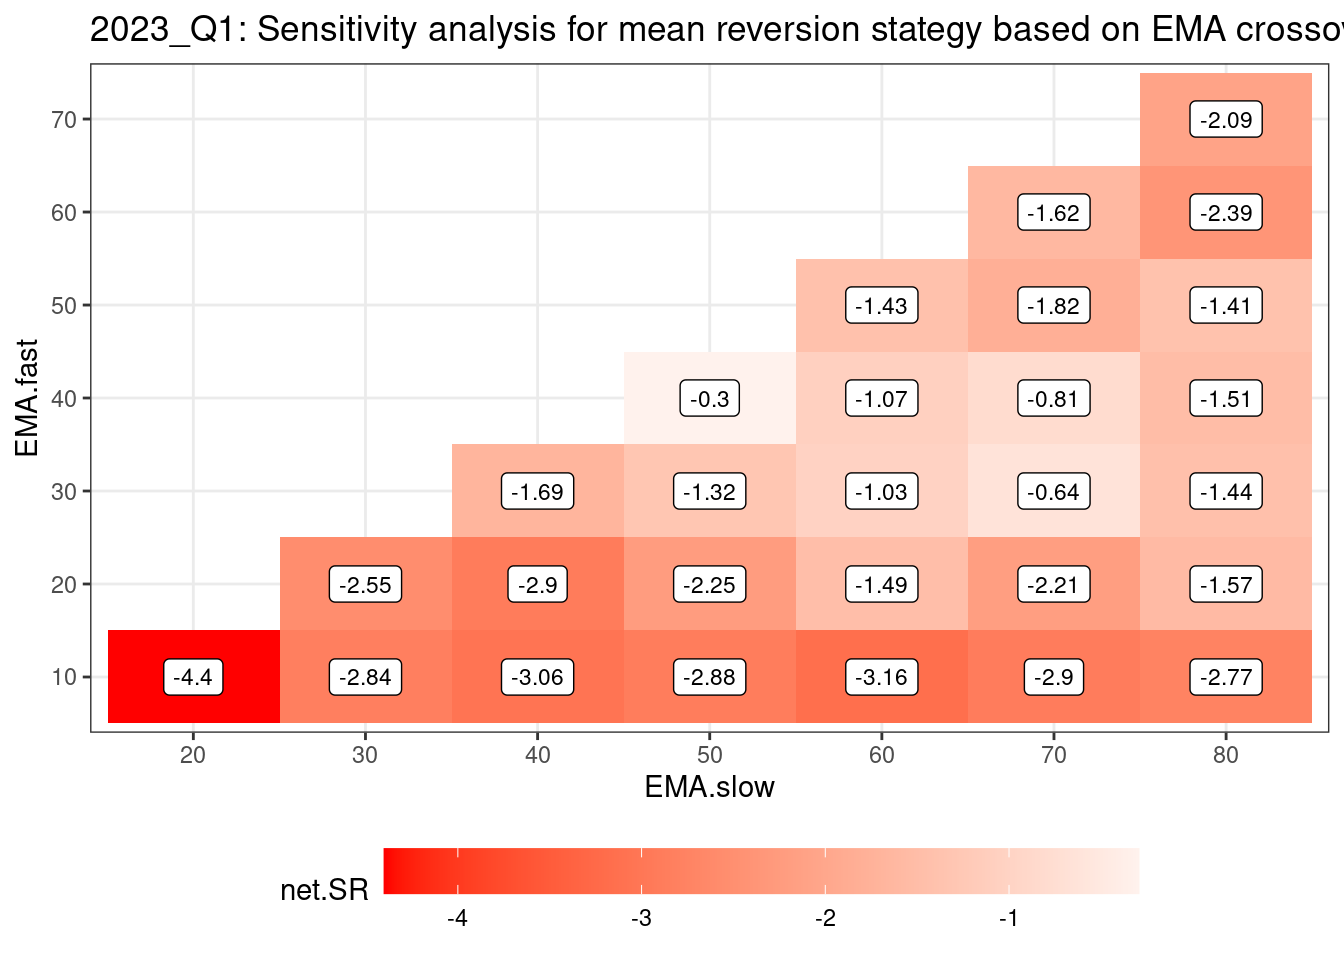 2023_Q1: Sensitivity analysis for mean reversion stategy based on EMA
70
-2.09
60
-1.62 -2.39
50
-1.43 -1.82 -1.41
40
-0.3 -1.07 -0.81 -1.51
30
-1.69 -1.32 -1.03 -0.64 -1.44
20
-2.55 -2.9 -2.25 -1.49 -2.21 -1.57
10
-4.4 -2.84 -3.06 -2.88 -3.16 -2.9 -2.77
EMA.fast
20 30 40 50 60 70 80
EMA.slow
net.SR
-4 -3 -2 -1